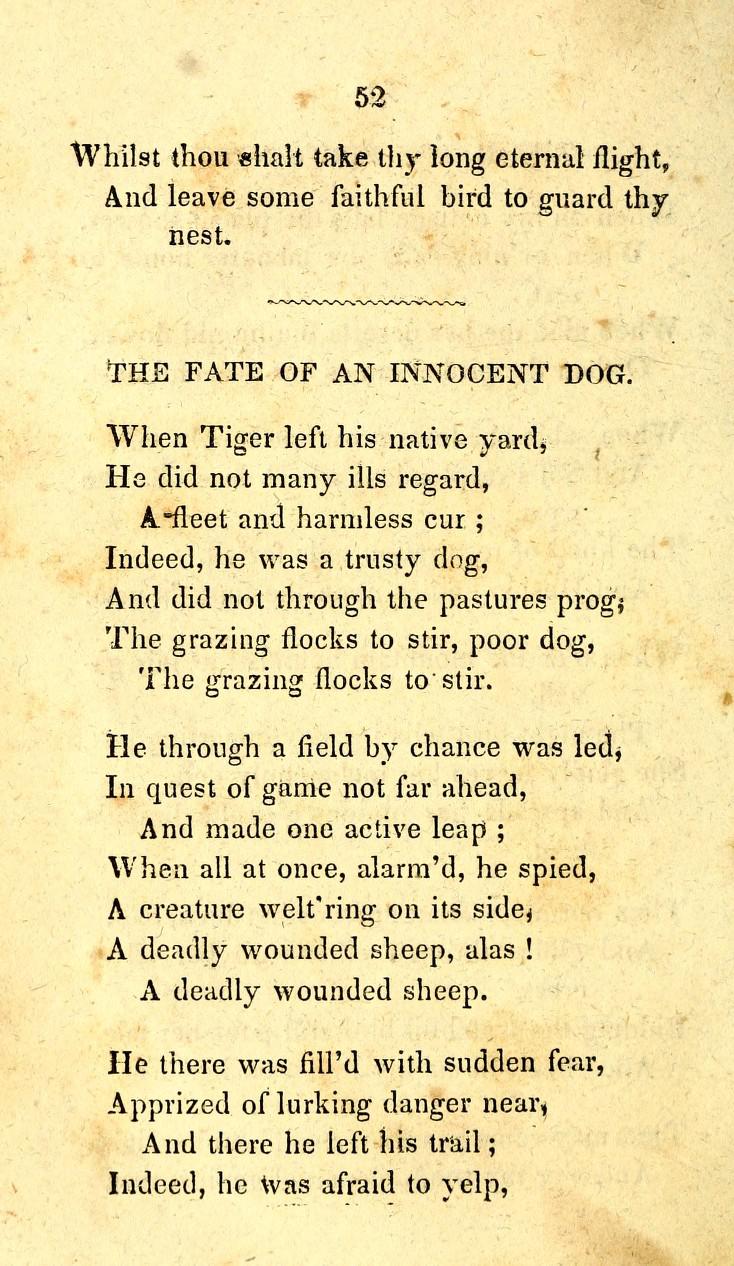 52
Whilst thou shalt take thy long eternal flight,
And leave some faithful bird to guard thy
nest.
THE FATE OF AN INNOCENT DOG.
When Tiger left his native yard,
He did not many ills regard,
A fleet and harmless cur ;
Indeed, he was a trusty dog,
And did not through the pastures prog,
The grazing flocks to stir, poor dog,
The grazing flocks to stir.
He through a field by chance was led,
In quest of game not far ahead,
And made one active leap ;
When all at once, alarm'd, he spied,
A creature welt'ring on its side,
A deadly wounded sheep, alas !
A deadly wounded sheep.
He there was fill'd with sudden fear,
Apprized of lurking danger near,
And there he left his trail ;
Indeed, he was afraid to yelp,